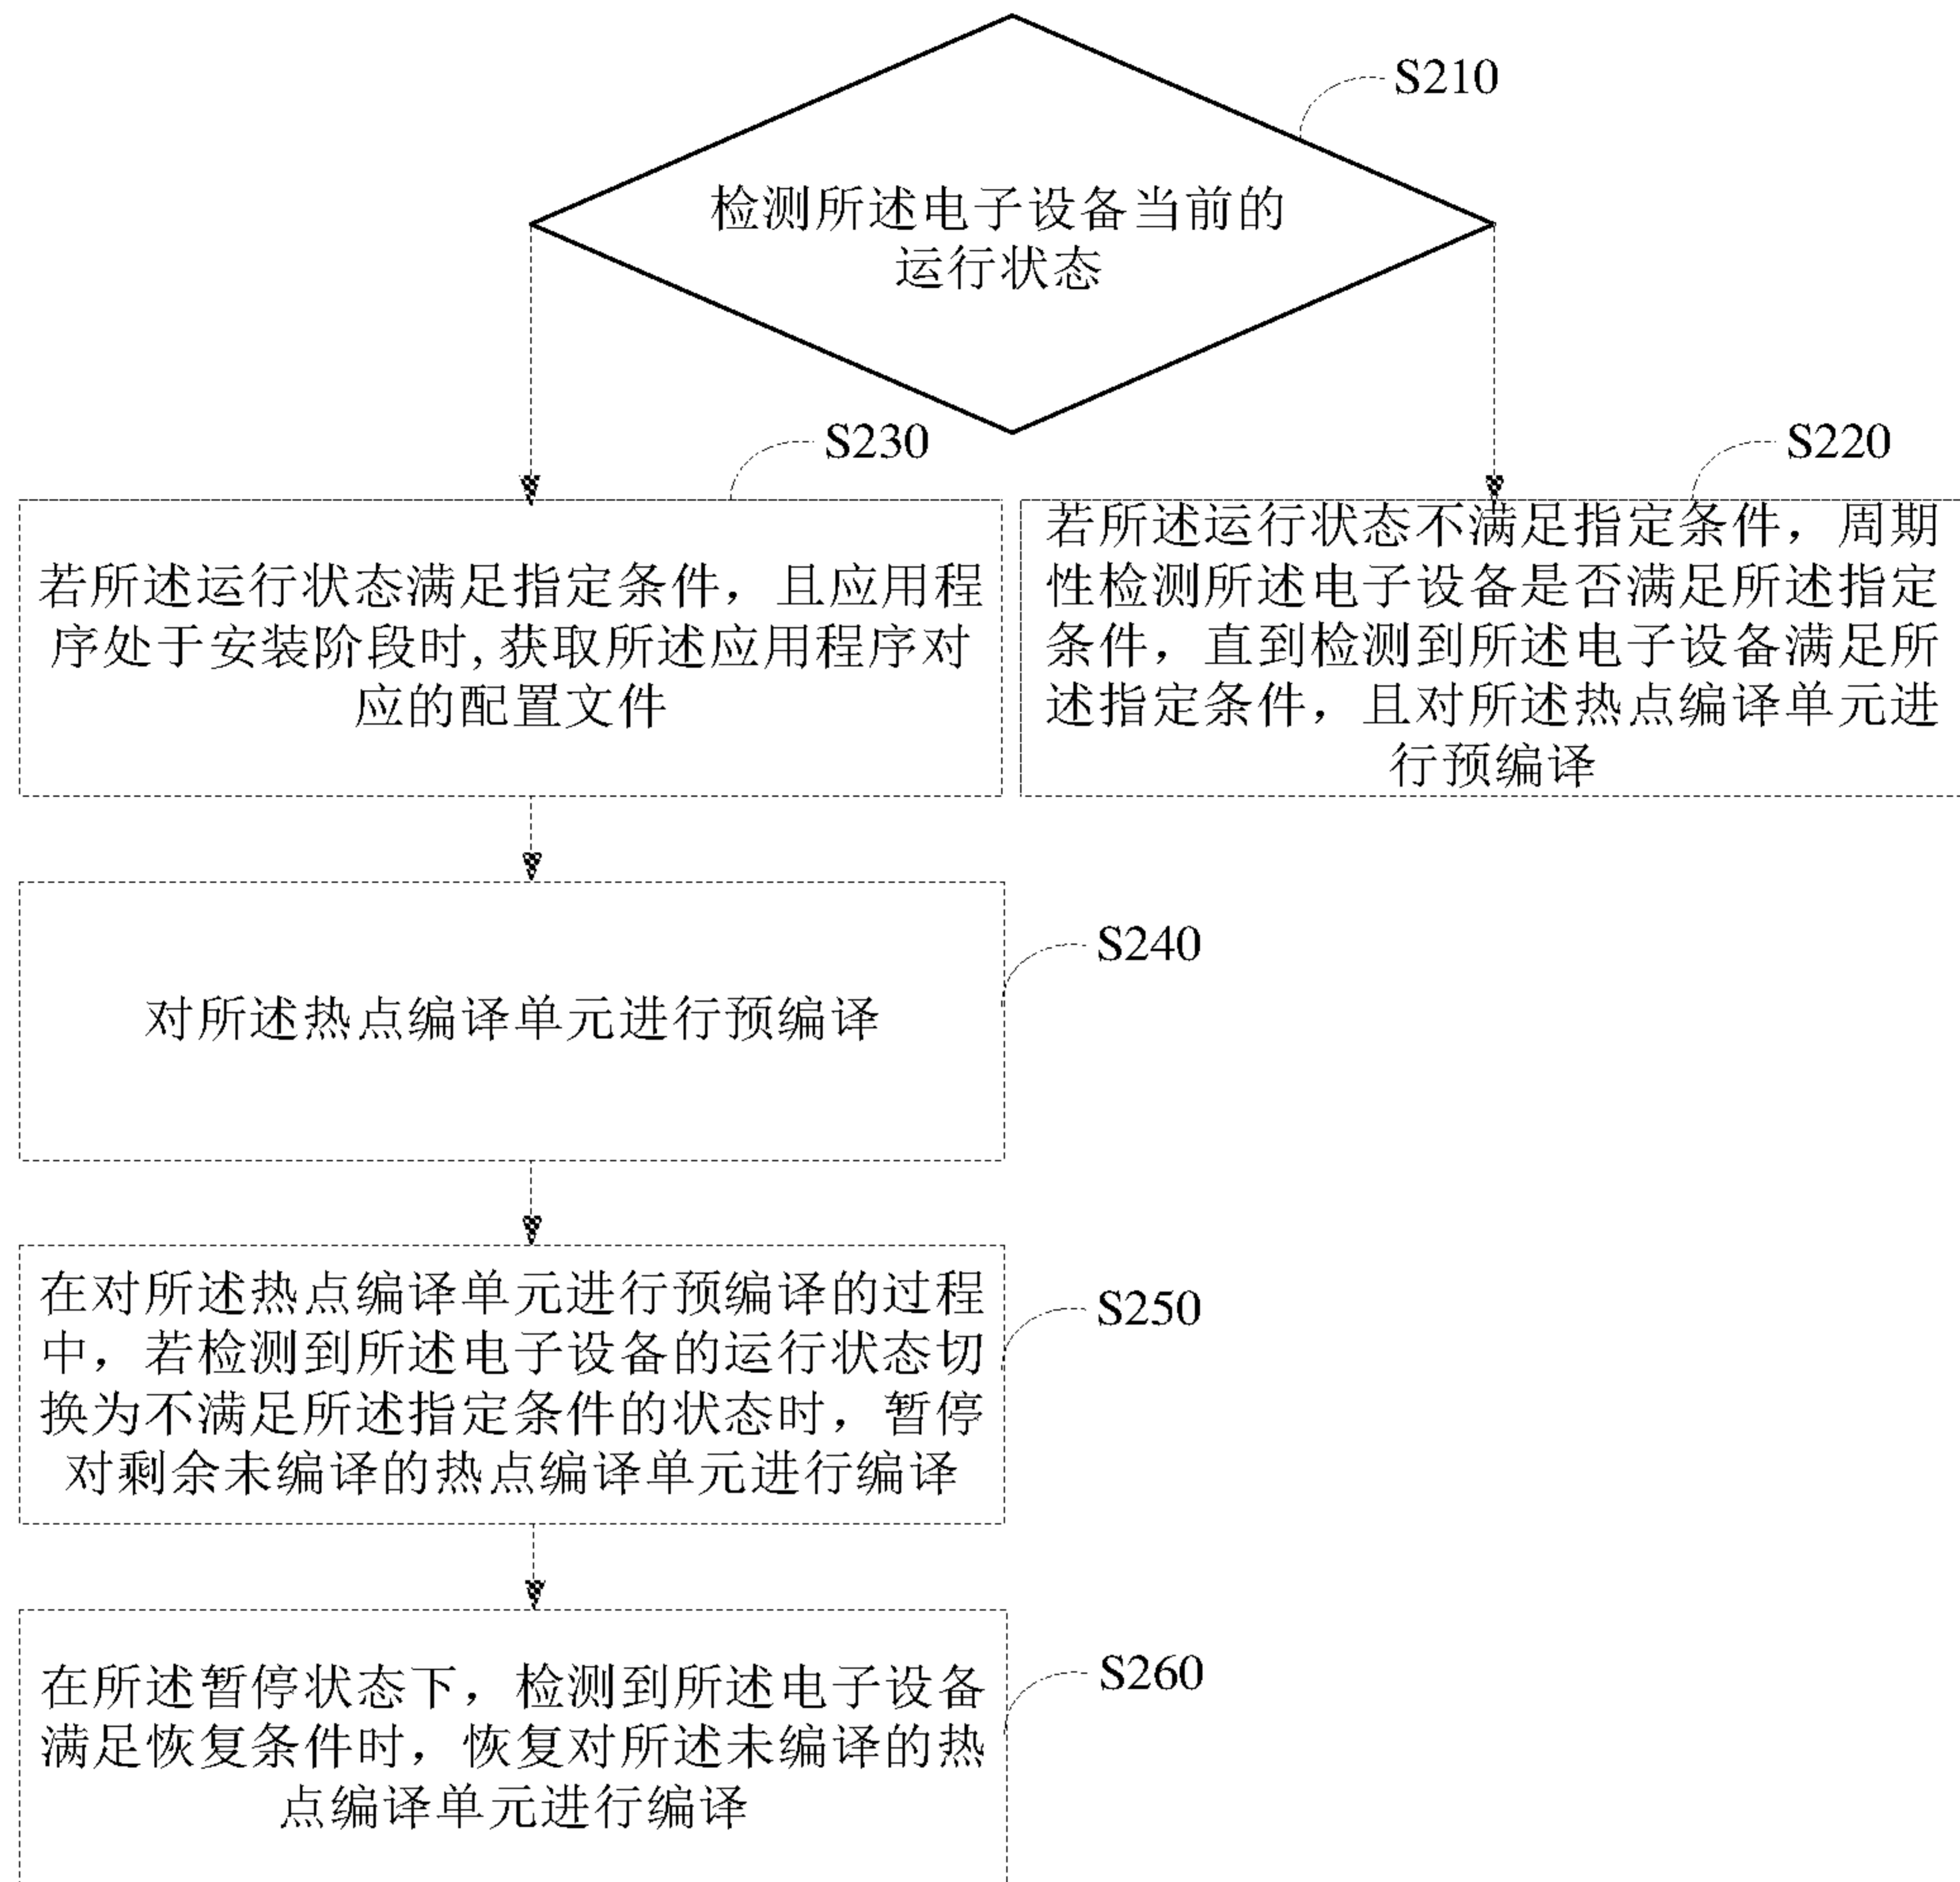 S210
检测所述电子设备当前的
运行状态
S230
若所述运行状态满足指定条件，且应用程
序处于安装阶段时,获取所述应用程序对
应的配置文件
S220
若所述运行状态不满足指定条件，周期
性检测所述电子设备是否满足所述指定
条件，直到检测到所述电子设备满足所
述指定条件，且对所述热点编译单元进
行预编译
S240
对所述热点编译单元进行预编译
S250
在对所述热点编译单元进行预编译的过程
中，若检测到所述电子设备的运行状态切
换为不满足所述指定条件的状态时，暂停
对剩余未编译的热点编译单元进行编译
S260
在所述暂停状态下，检测到所述电子设备
满足恢复条件时，恢复对所述未编译的热
点编译单元进行编译